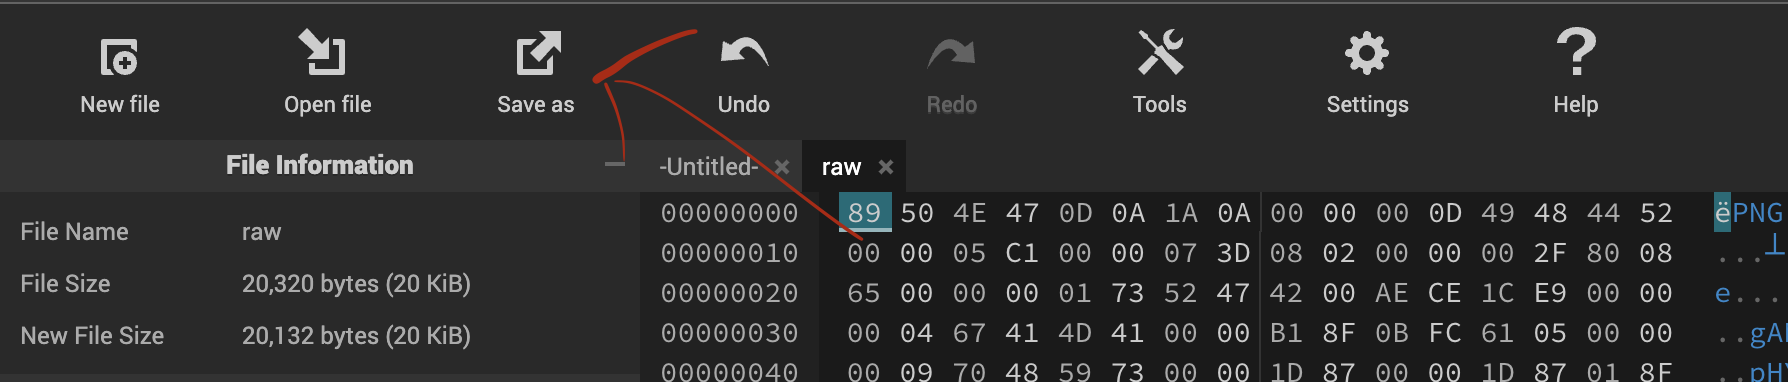 New file Open file Save as Undo Redo Tools Settings Help
File Information -Untitled- × raw ×
File Name raw
File Size 20,320 bytes (20 KiB)
New File Size 20,132 bytes (20 KiB)
00000000 89 50 4E 47 0D 0A 1A 0A 00 00 00 0D 49 48 44 52 ëPNG
00000010 00 00 05 C1 00 00 07 3D 08 02 00 00 00 2F 80 08 ...┴
00000020 65 00 00 00 01 73 52 47 42 00 AE CE 1C E9 00 00 e...
00000030 00 04 67 41 4D 41 00 00 B1 8F 0B FC 61 05 00 00 ..gA
00000040 00 09 70 48 59 73 00 00 1D 87 00 00 1D 87 01 8F ..pH